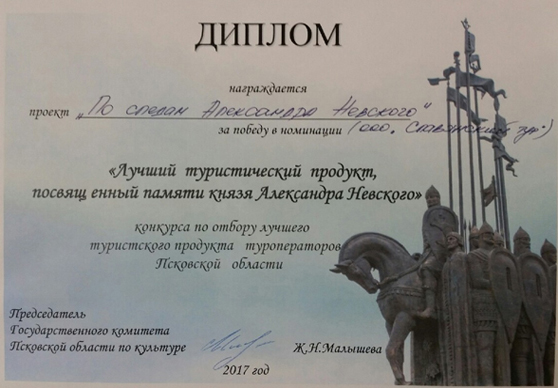 ДИПЛОМ
награждается
проект „По следам Александра Невского"
за победу в номинации (ООО,
«Лучший туристический продукт,
посвящ енный памяти князя Александра Невского»
конкурса по отбору лучшего
туристского продукта туроператоров
Псковской области
Председатель
Государственного комитета
Псковской области по культуре Ж.Н.Малышева
2017 год